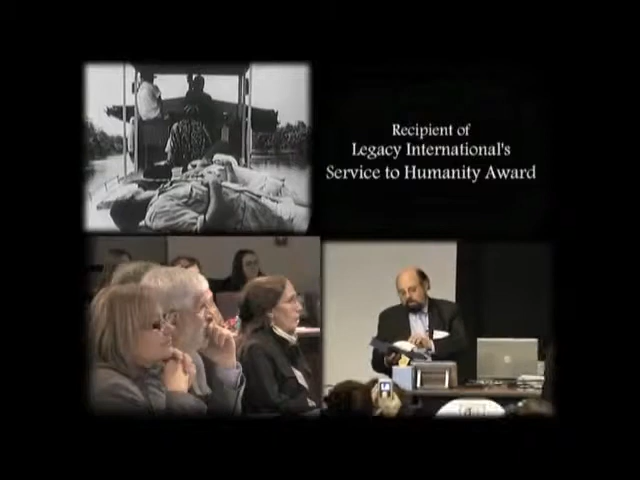 Recipient of
Legacy International's
Service to Humanity Award